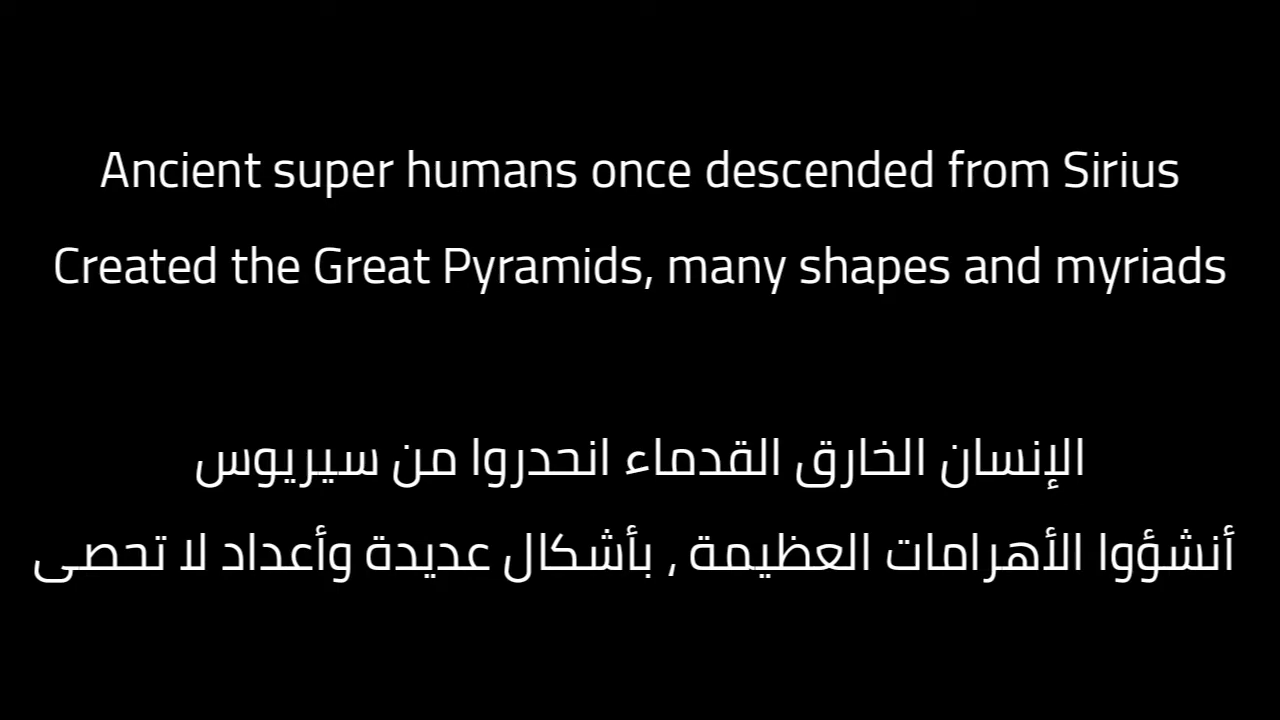 Ancient super humans once descended from Sirius
Created the Great Pyramids, many shapes and myriads
الإنسان الخارق القدماء انحدروا من سيريوس
أنشؤوا الأهرامات العظيمة , بأشكال عديدة وأعداد لا تحصى